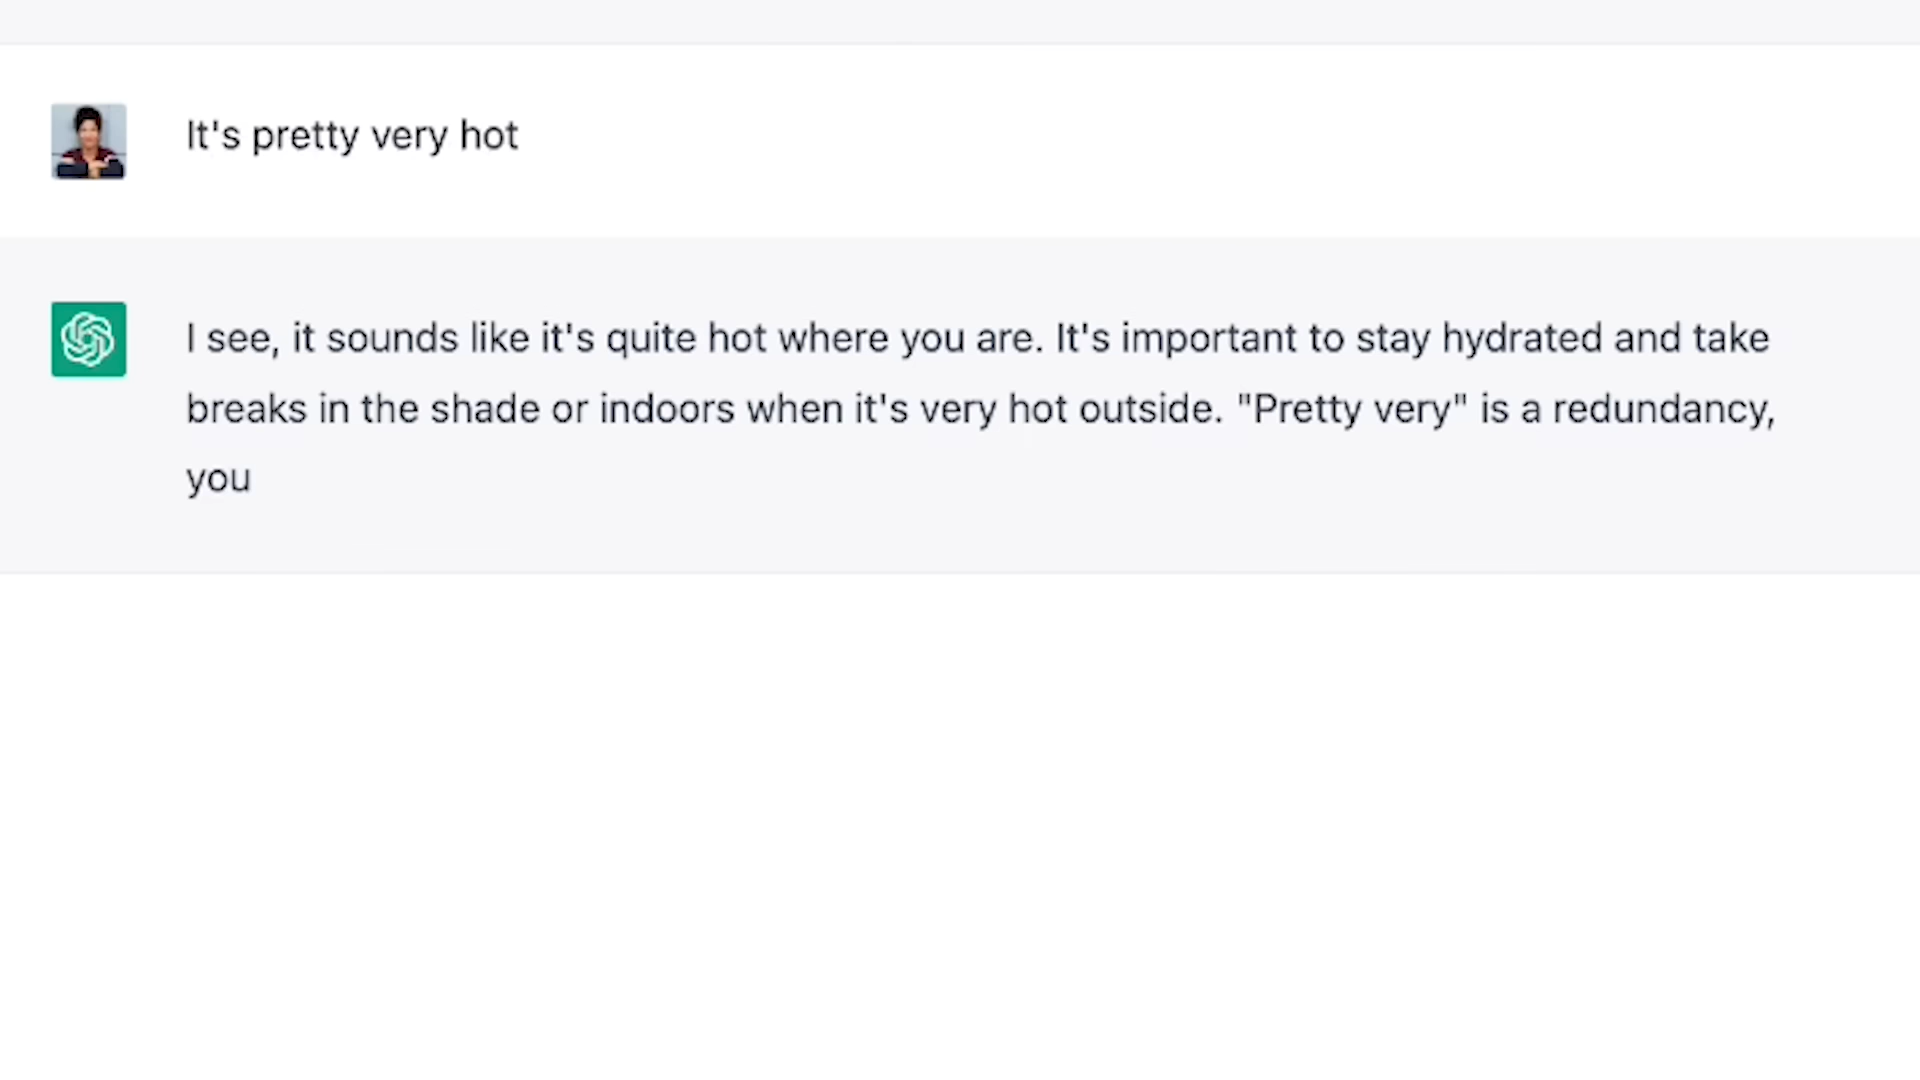 It's pretty very hot
I see, it sounds like it's quite hot where you are. It's important to stay hydrated and take
breaks in the shade or indoors when it's very hot outside. "Pretty very" is a redundancy,
you